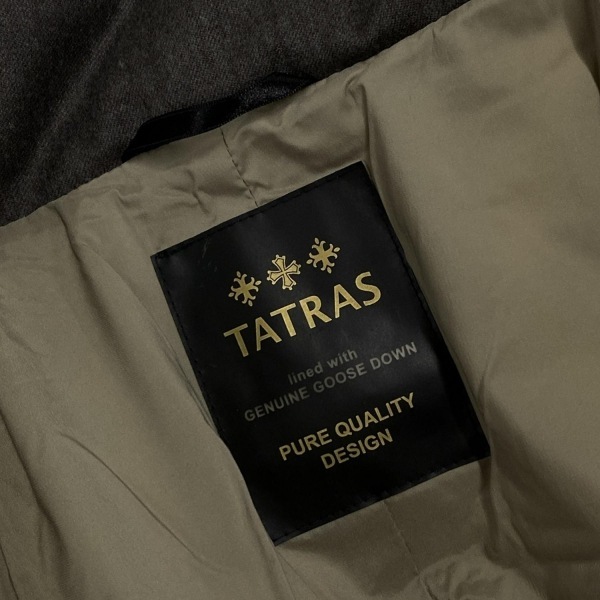 TATRAS
lined with
GENUINE GOOSE DOWN
PURE QUALITY
DESIGN